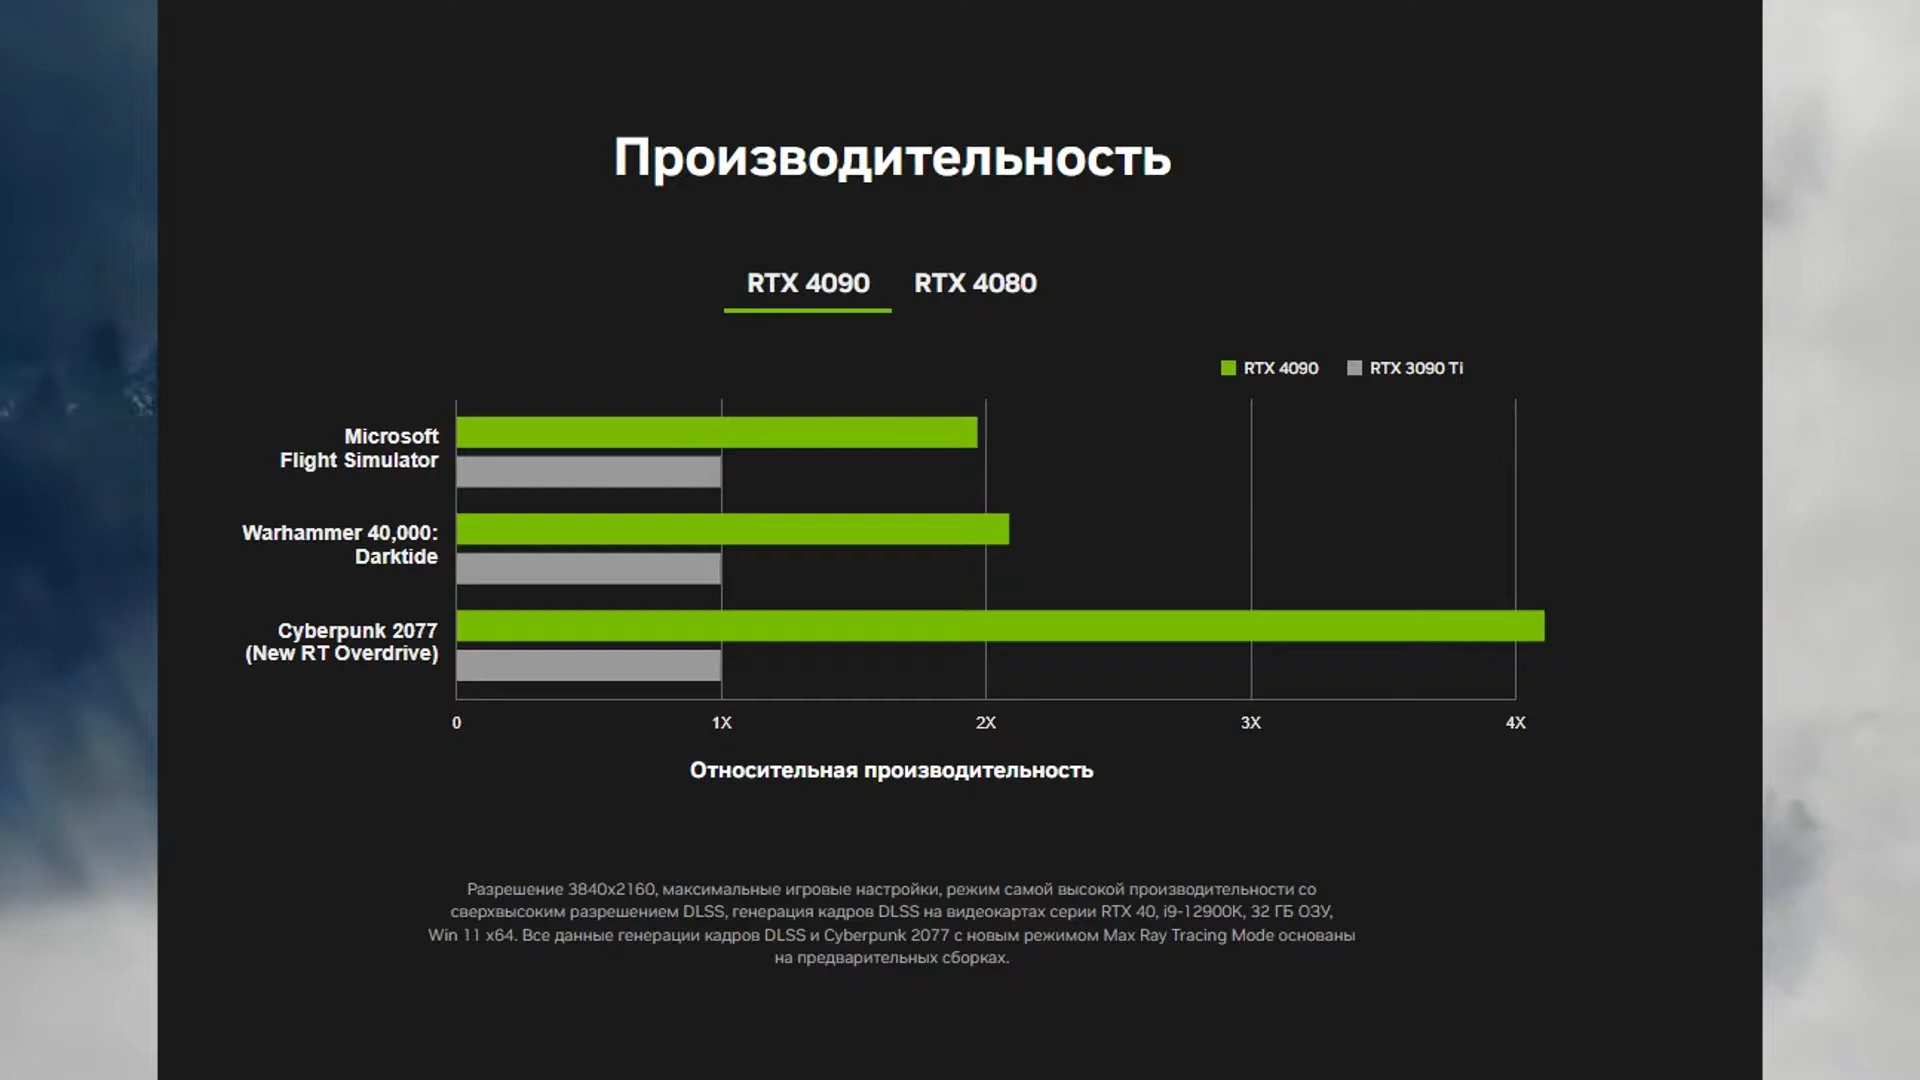 Производительность
RTX 4090 RTX 4080
RTX 4090 RTX 3090 Ti
Microsoft
Flight Simulator
Warhammer 40,000:
Darktide
Cyberpunk 2077
(New RT Overdrive)
0 1X 2X 3X 4X
Относительная производительность
Разрешение 3840x2160, максимальные игровые настройки, режим самой высокой производительности со
сверхвысоким разрешением DLSS, генерация кадров DLSS на видеокартах серии RTX 40, i9-12900K, 32 ГБ ОЗУ,
Win 11 x64. Все данные генерации кадров DLSS и Cyberpunk 2077 с новым режимом Max Ray Tracing Mode основаны
на предварительных сборках.